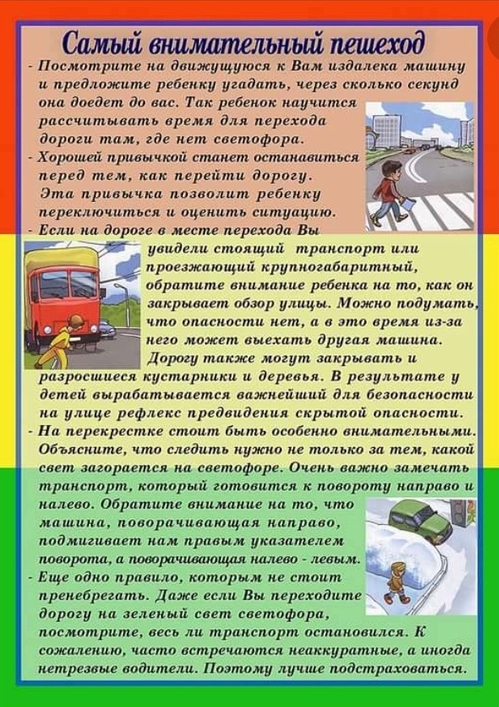 Самый внимательный пешеход
- Посмотрите на движущуюся к Вам издалека машину
и предложите ребенку угадать, через сколько секунд
она доедет до вас. Так ребенок научится
рассчитывать время для перехода
дороги там, где нет светофора.
- Хорошей привычкой станет останавиться
перед тем, как перейти дорогу.
Эта привычка позволит ребенку
переключиться и оценить ситуацию.
- Если на дороге в месте перехода Вы
увидели стоящий транспорт или
проезжающий крупногабаритный,
обратите внимание ребенка на то, как он
закрывает обзор улицы. Можно подумать,
что опасности нет, а в это время из-за
него может выехать другая машина.
Дорогу также могут закрывать и
разросшиеся кустарники и деревья. В результате у
детей вырабатывается важнейший для безопасности
на улице рефлекс предвидения скрытой опасности.
- На перекрестке стоит быть особенно внимательными.
Объясните, что следить нужно не только за тем, какой
свет загорается на светофоре. Очень важно замечать
транспорт, который готовится к повороту направо и
налево. Обратите внимание на то, что
машина, поворачивающая направо,
подмигивает нам правым указателем
поворота, а поворачивающая налево - левым.
- Еще одно правило, которым не стоит
пренебрегать. Даже если Вы переходите
дорогу на зеленый свет светофора,
посмотрите, весь ли транспорт остановился. К
сожалению, часто встречаются неаккуратные, а иногда
нетрезвые водители. Поэтому лучше подстраховаться.